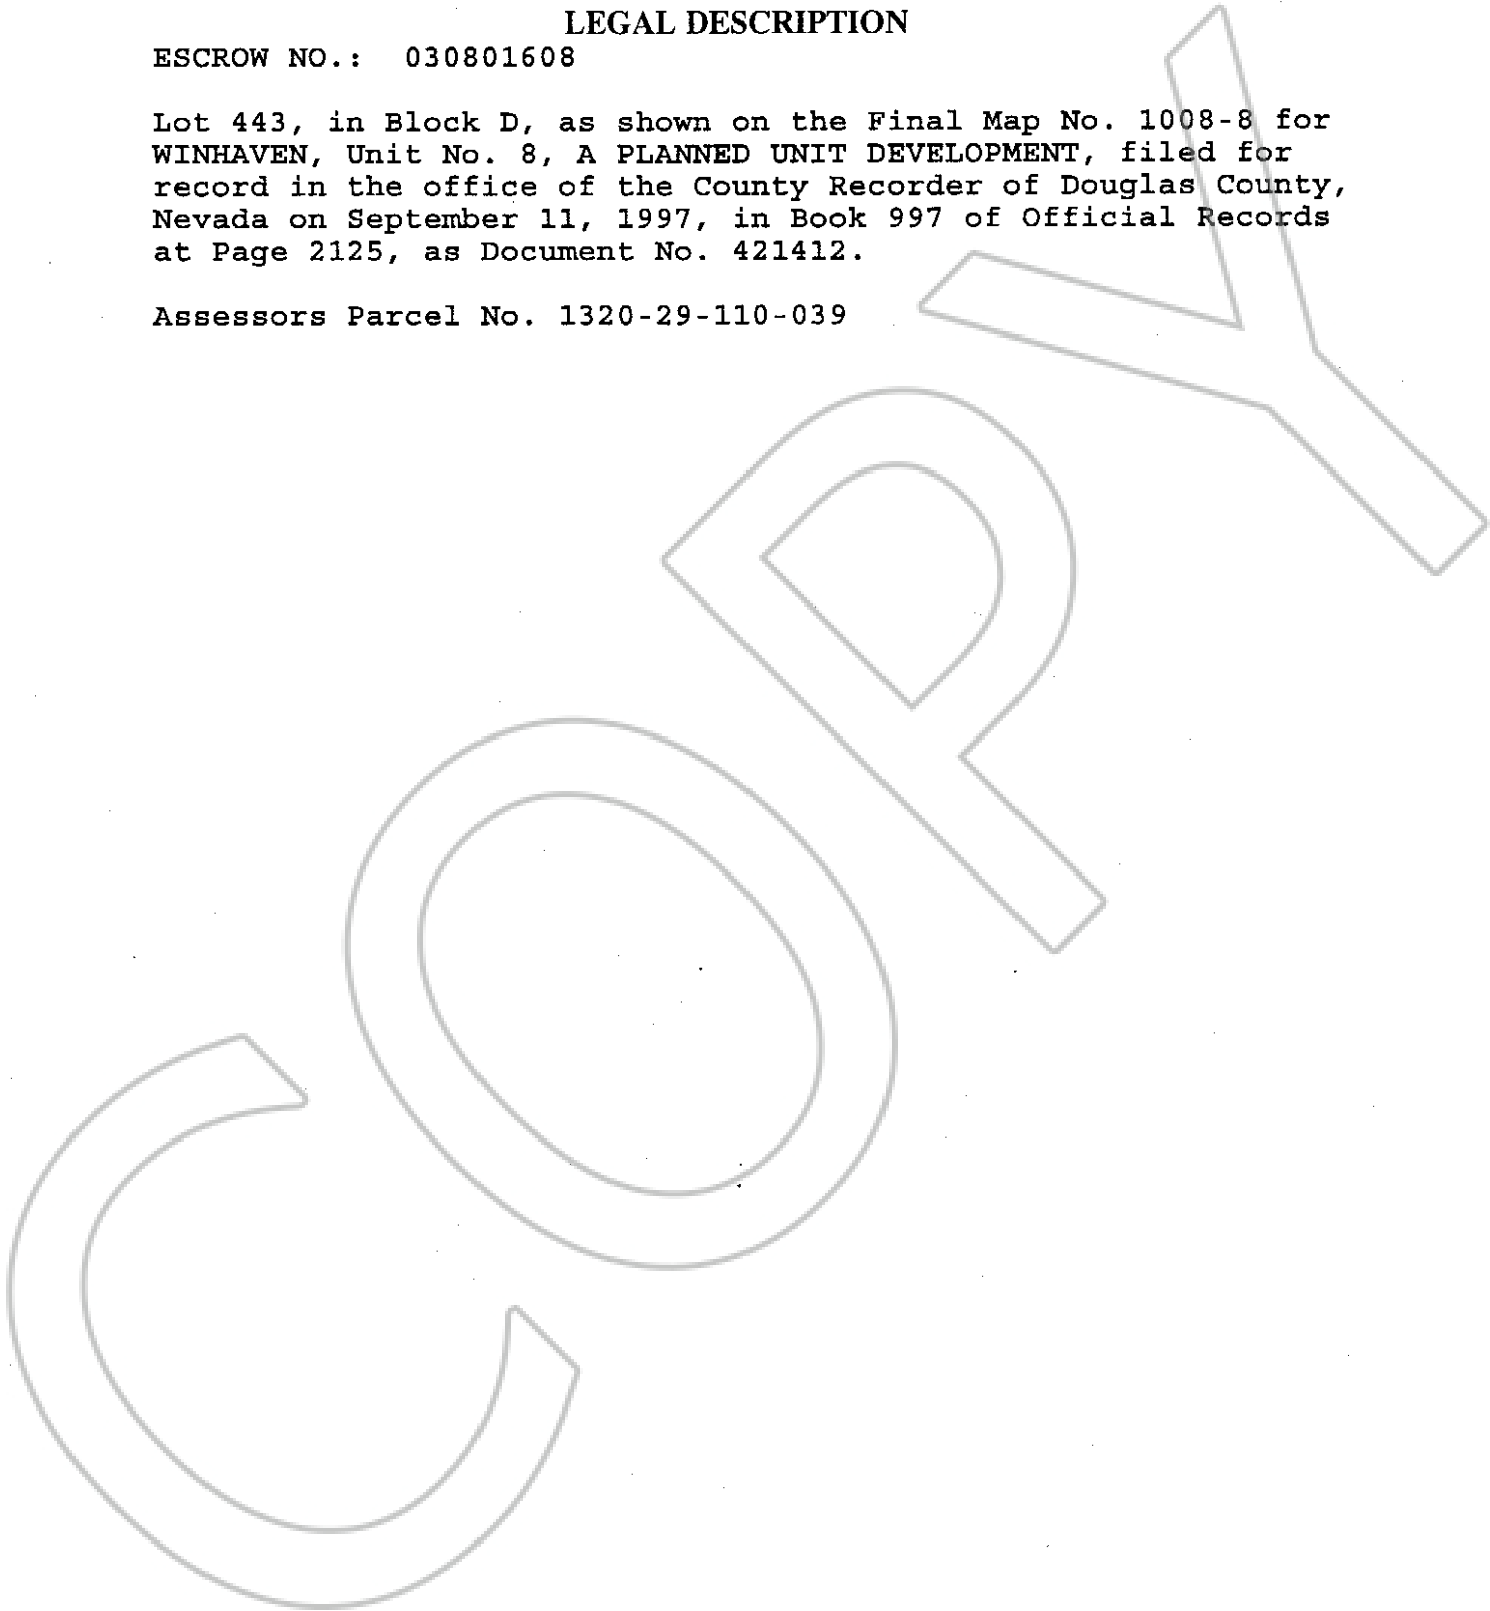 LEGAL DESCRIPTION
ESCROW NO.: 030801608
Lot 443, in Block D, as shown on the Final Map No. 1008-8 for
WINHAVEN, Unit No. 8, A PLANNED UNIT DEVELOPMENT, filed for
record in the office of the County Recorder of Douglas County,
Nevada on September 11, 1997, in Book 997 of Official Records
at Page 2125, as Document No. 421412.
Assessors Parcel No. 1320-29-110-039
COPY